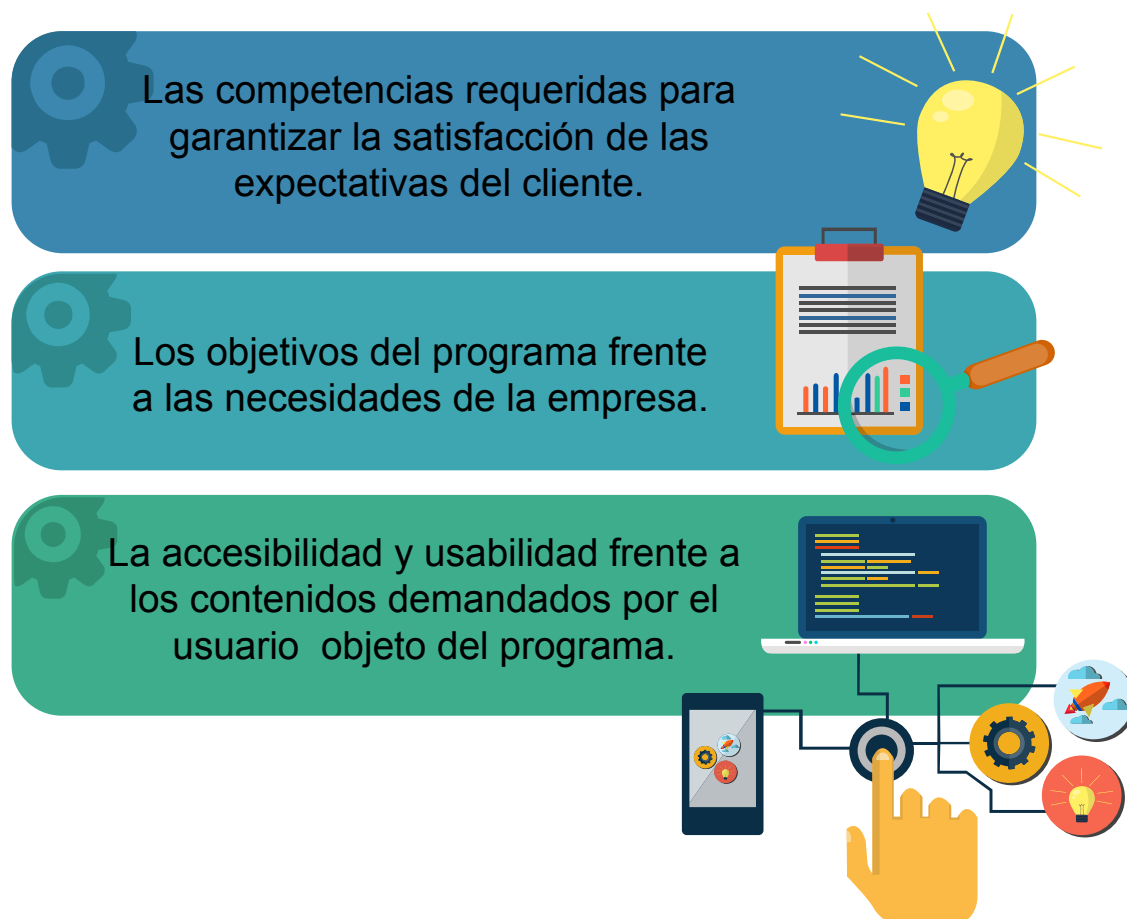 Las competencias requeridas para
garantizar la satisfacción de las
expectativas del cliente.
Los objetivos del programa frente
a las necesidades de la empresa.
La accesibilidad y usabilidad frente a
los contenidos demandados por el
usuario  objeto del programa.